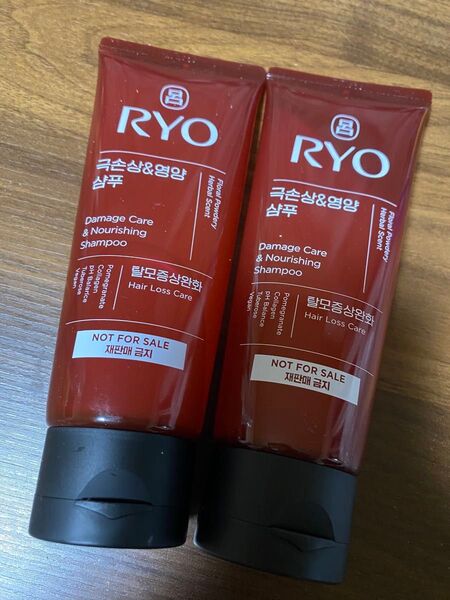 呂
RYO
극손상&영양
샴푸
Floral Powdery
Herbal Scent
Damage Care
& Nourishing
Shampoo
Pomegranate
Collagen
pH Balance
Tuberose
Vegan
탈모증상완화
Hair Loss Care
NOT FOR SALE
재판매 금지
呂
RYO
극손상&영양
샴푸
Floral Powdery
Herbal Scent
Damage Care
& Nourishing
Shampoo
Pomegranate
Collagen
pH Balance
Tuberose
Vegan
탈모증상완화
Hair Loss Care
NOT FOR SALE
재판매 금지